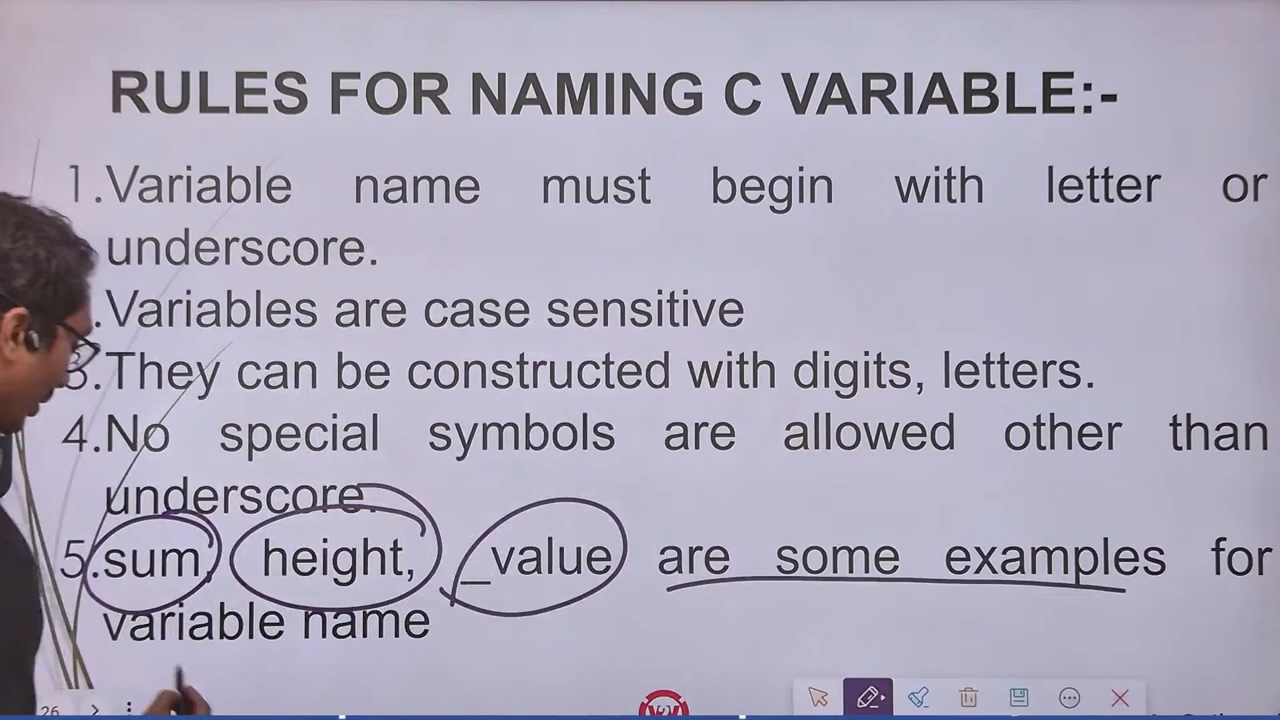 RULES FOR NAMING C VARIABLE:-
1.Variable name must begin with letter or
underscore.
.Variables are case sensitive
3.They can be constructed with digits, letters.
4.No special symbols are allowed other than
underscore.
5.sum, height, _value are some examples for
variable name
26